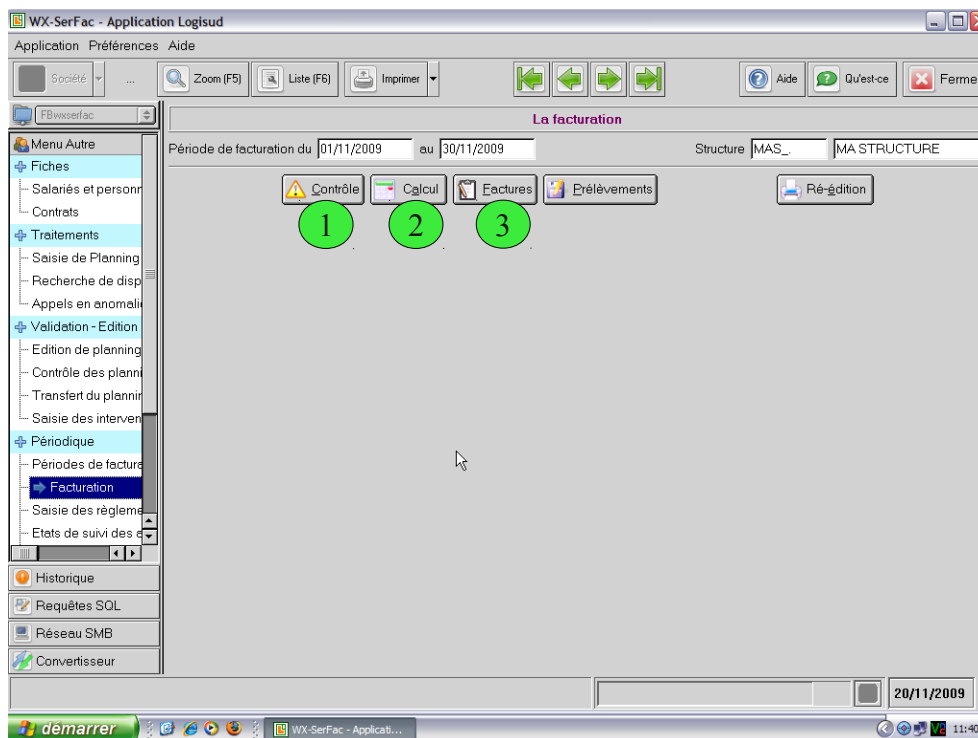 WX-SerFac - Application Logisud
Application Préférences Aide
Société ... Zoom (F5) Liste (F6) Imprimer Aide Qu'est-ce Ferme
FBwxserfac
La facturation
Menu Autre
Période de facturation du 01/11/2009 au 30/11/2009 Structure MAS_. MA STRUCTURE
Fiches
Salariés et personn
Contrôle Calcul Factures Prélèvements Ré-édition
1 2 3
Contrats
Traitements
Saisie de Planning
Recherche de disp
Appels en anomali
Validation - Edition
Edition de planning
Contrôle des planni
Transfert du plannin
Saisie des interven
Périodique
Périodes de factura
Facturation
Saisie des règleme
Etats de suivi des a
Historique
Requêtes SQL
Réseau SMB
Convertisseur
20/11/2009
démarrer WX-SerFac - Applicati... V2 11:40